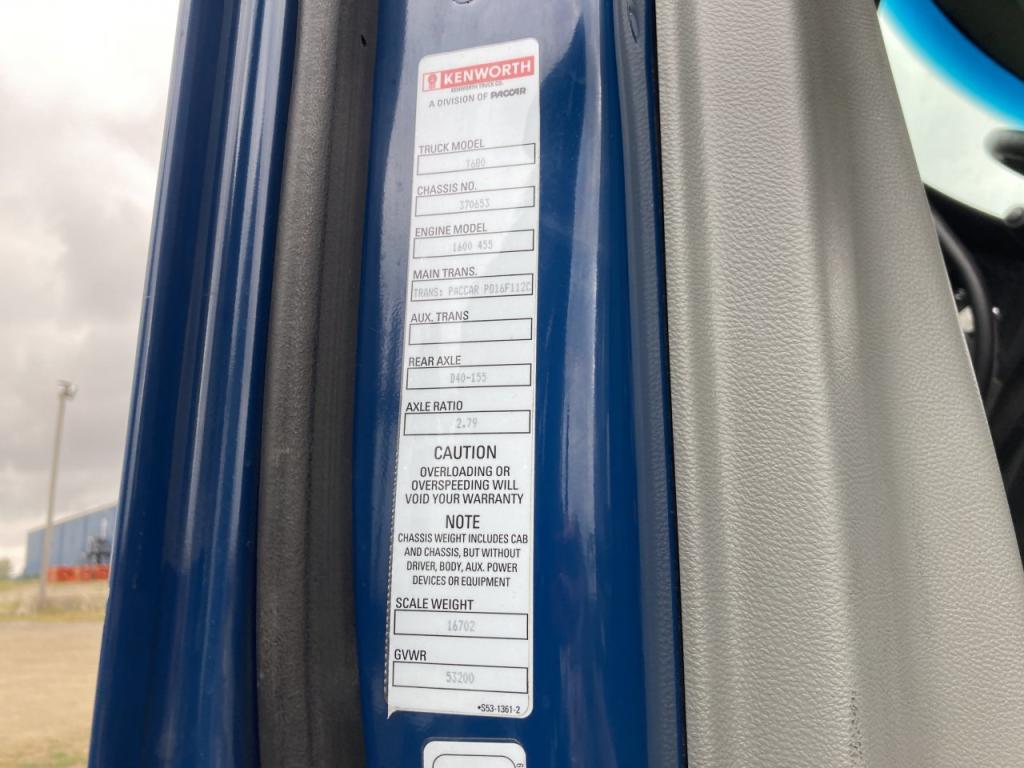 KENWORTH
KENWORTH TRUCK CO.
A DIVISION OF PACCAR
TRUCK MODEL
T680
CHASSIS NO.
370653
ENGINE MODEL
1600 455
MAIN TRANS.
TRANS: PACCAR PO16F112C
AUX. TRANS
REAR AXLE
D40-155
AXLE RATIO
2.79
CAUTION
OVERLOADING OR
OVERSPEEDING WILL
VOID YOUR WARRANTY
NOTE
CHASSIS WEIGHT INCLUDES CAB
AND CHASSIS, BUT WITHOUT
DRIVER, BODY, AUX. POWER
DEVICES OR EQUIPMENT
SCALE WEIGHT
16702
GVWR
53200
•S53-1361-2